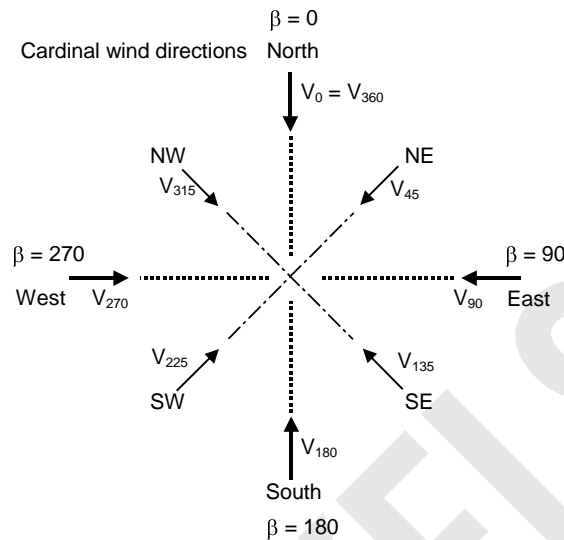 β = 0
Cardinal wind directions North
V₀ = V₃₆₀
NW NE
V₃₁₅ V₄₅
β = 270 β = 90
West V₂₇₀ V₉₀ East
V₂₂₅ V₁₃₅
SW SE
V₁₈₀
South
β = 180